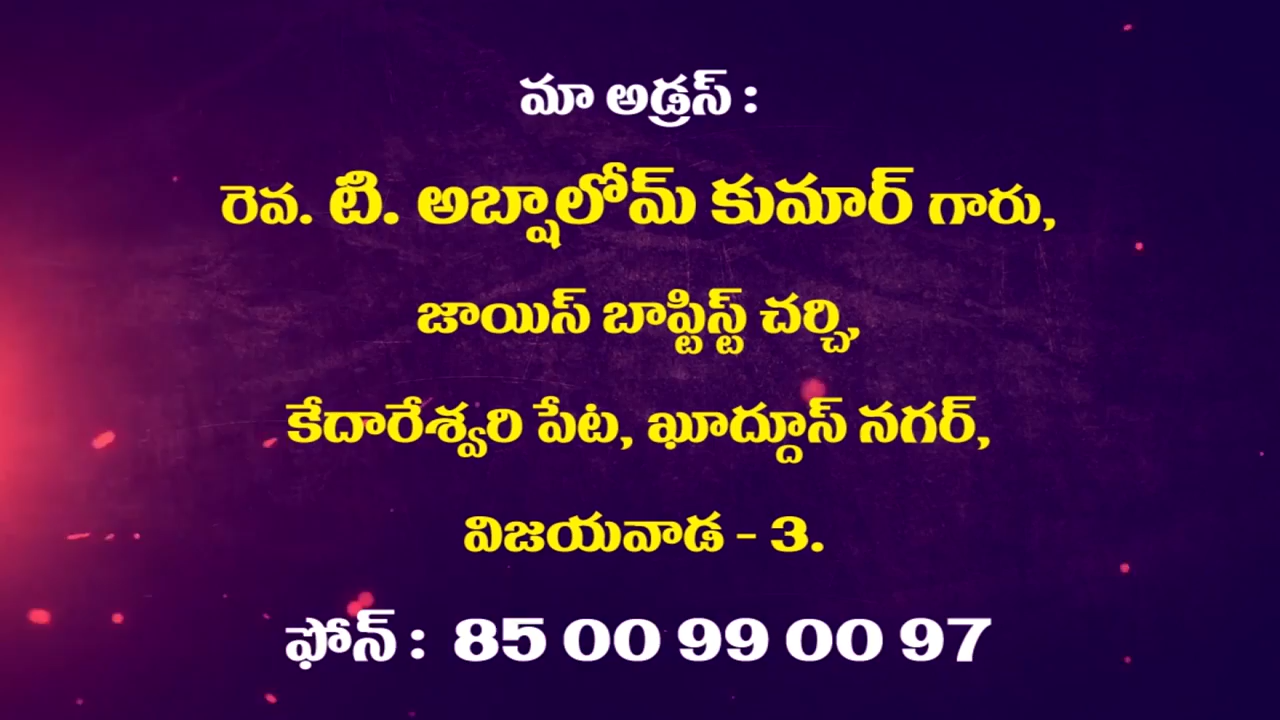 మా అడ్రస్ :
రెవ. టి. అబ్షాలోమ్ కుమార్ గారు,
జాయిస్ బాప్టిస్ట్ చర్చి,
కేదారేశ్వరి పేట, ఖూద్దూస్ నగర్,
విజయవాడ - 3.
ఫోన్ : 85 00 99 00 97